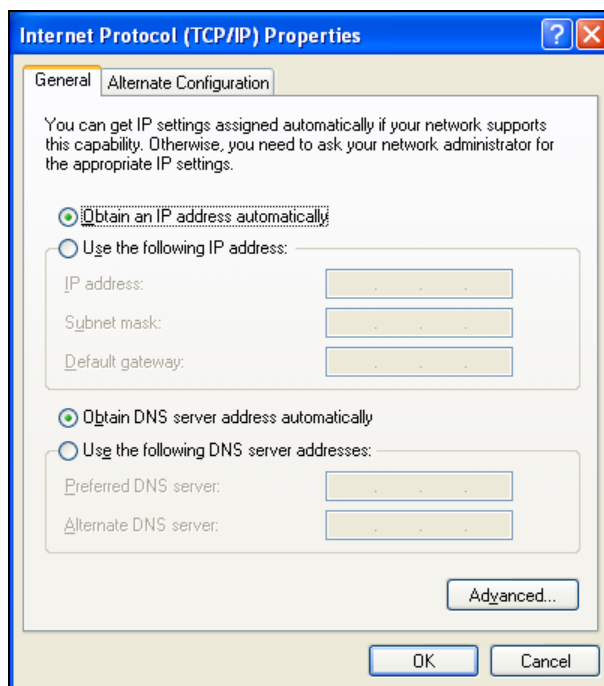 Internet Protocol (TCP/IP) Properties
General
Alternate Configuration
You can get IP settings assigned automatically if your network supports
this capability. Otherwise, you need to ask your network administrator for
the appropriate IP settings.
Obtain an IP address automatically
Use the following IP address:
IP address:
Subnet mask:
Default gateway:
Obtain DNS server address automatically
Use the following DNS server addresses:
Preferred DNS server:
Alternate DNS server:
Advanced...
OK
Cancel